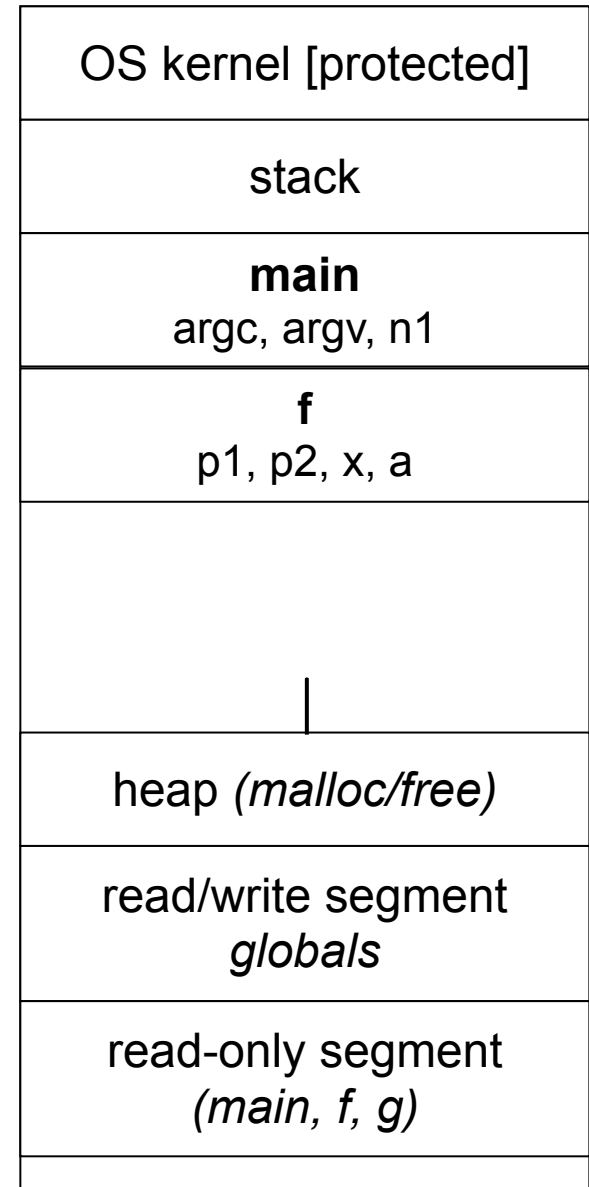 OS kernel [protected]
stack
main
argc, argv, n1
f
p1, p2, x, a
heap (malloc/free)
read/write segment
globals
read-only segment
(main, f, g)